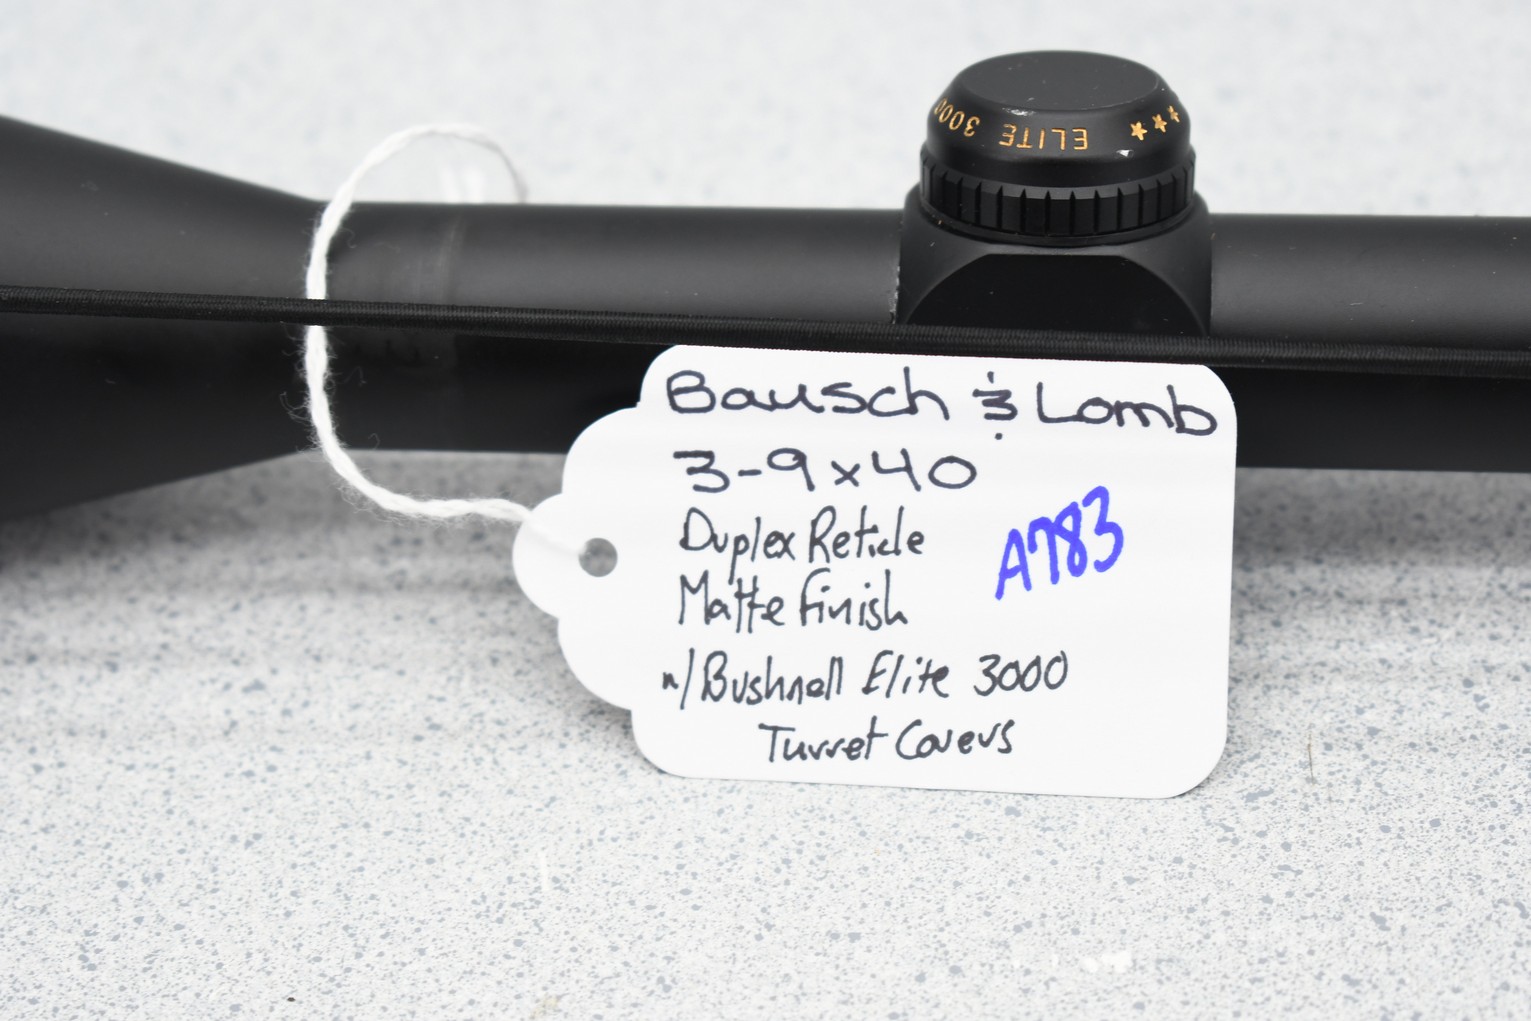 3000 ELITE ★★★
Bausch & Lomb
3-9x40
Duplex Reticle
Matte Finish
A783
w/Bushnell Elite 3000
Turret Covers